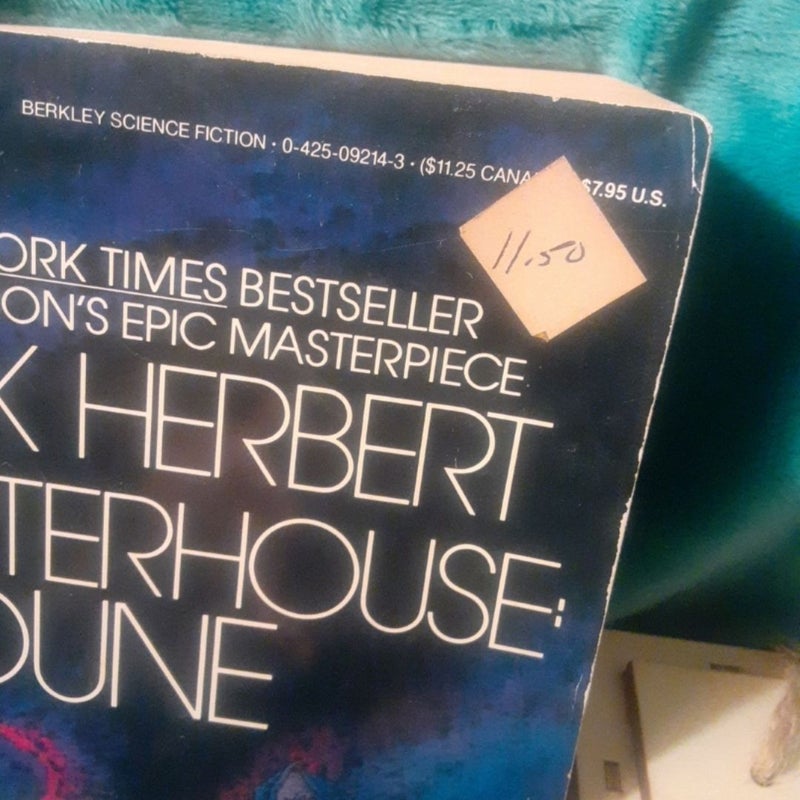 BERKLEY SCIENCE FICTION · 0-425-09214-3 · ($11.25 CANA $7.95 U.S.
11.50
ORK TIMES BESTSELLER
ON'S EPIC MASTERPIECE
K HERBERT
TERHOUSE:
DUNE